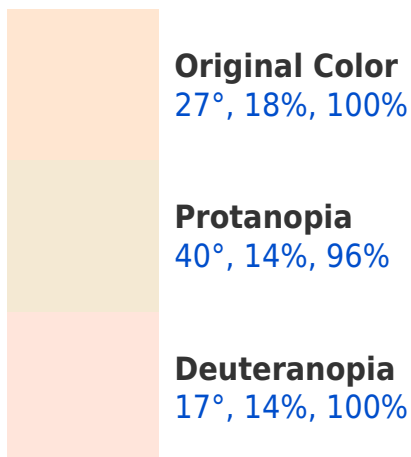 Original Color
27°, 18%, 100%
Protanopia
40°, 14%, 96%
Deuteranopia
17°, 14%, 100%